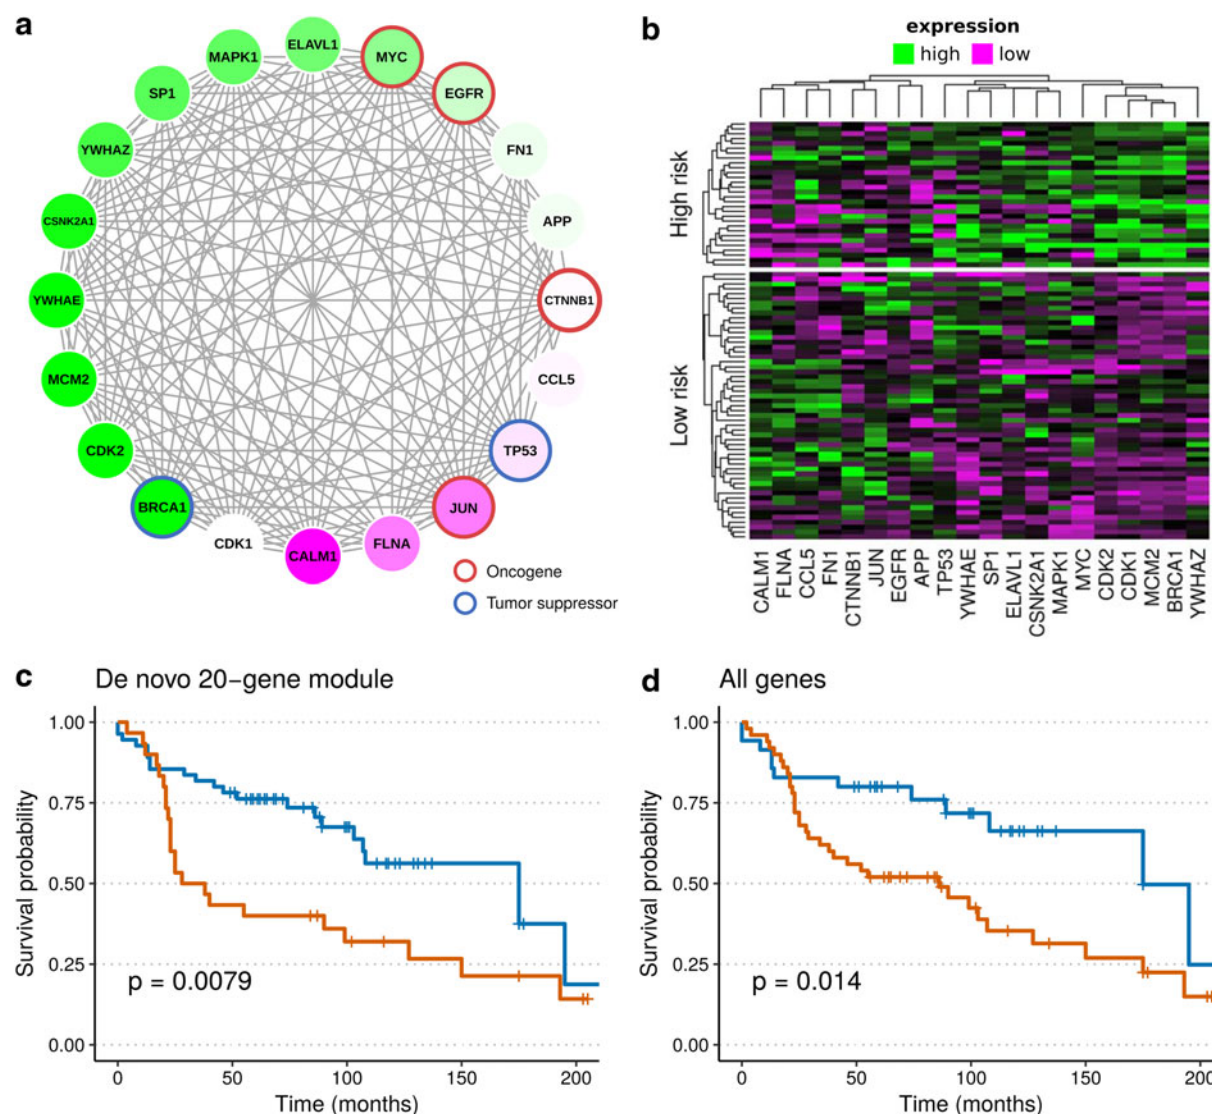 a
ELAVL1
MAPK1
MYC
SP1
EGFR
YWHAZ
FN1
CSNK2A1
APP
YWHAE
CTNNB1
MCM2
CCL5
CDK2
TP53
BRCA1
JUN
CDK1
CALM1
FLNA
Oncogene
Tumor suppressor
b
expression
high low
High risk
Low risk
CALM1
FLNA
CCL5
FN1
CTNNB1
JUN
EGFR
APP
TP53
YWHAE
SP1
ELAVL1
CSNK2A1
MAPK1
MYC
CDK2
CDK1
MCM2
BRCA1
YWHAZ
c De novo 20−gene module
Survival probability
1.00
0.75
0.50
0.25
0.00
p = 0.0079
0 50 100 150 200
Time (months)
d All genes
Survival probability
1.00
0.75
0.50
0.25
0.00
p = 0.014
0 50 100 150 200
Time (months)